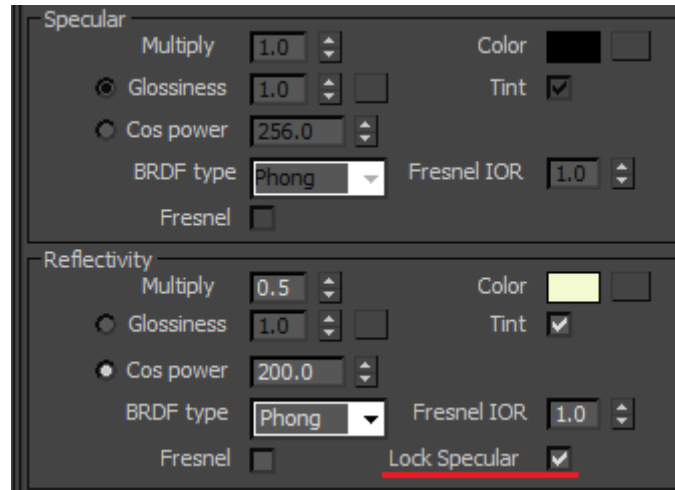 Specular
Multiply 1.0 Color
Glossiness 1.0 Tint
Cos power 256.0
BRDF type Phong Fresnel IOR 1.0
Fresnel
Reflectivity
Multiply 0.5 Color
Glossiness 1.0 Tint
Cos power 200.0
BRDF type Phong Fresnel IOR 1.0
Fresnel Lock Specular